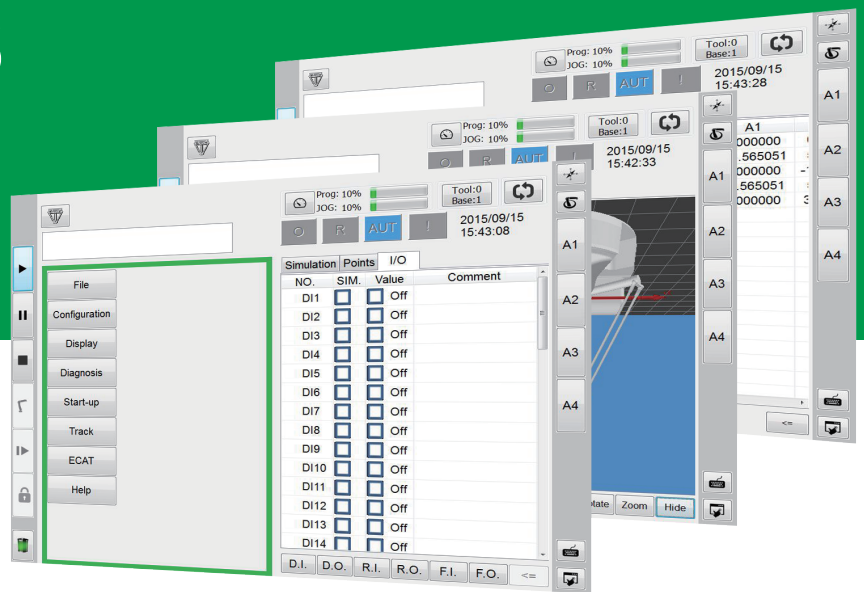 Prog: 10%
JOG: 10%
Tool:0
Base:1
O R AUT !
2015/09/15
15:43:28
A1
A2
A3
A4
A1
000000
.565051
000000
.565051
000000 3
<=
Prog: 10%
JOG: 10%
Tool:0
Base:1
O R AUT !
2015/09/15
15:42:33
A1
A2
A3
A4
tate Zoom Hide
Prog: 10%
JOG: 10%
Tool:0
Base:1
O R AUT !
2015/09/15
15:43:08
File
Configuration
Display
Diagnosis
Start-up
Track
ECAT
Help
Simulation Points I/O
NO. SIM. Value Comment
DI1 Off
DI2 Off
DI3 Off
DI4 Off
DI5 Off
DI6 Off
DI7 Off
DI8 Off
DI9 Off
DI10 Off
DI11 Off
DI12 Off
DI13 Off
DI14 Off
D.I. D.O. R.I. R.O. F.I. F.O. <=
A1
A2
A3
A4